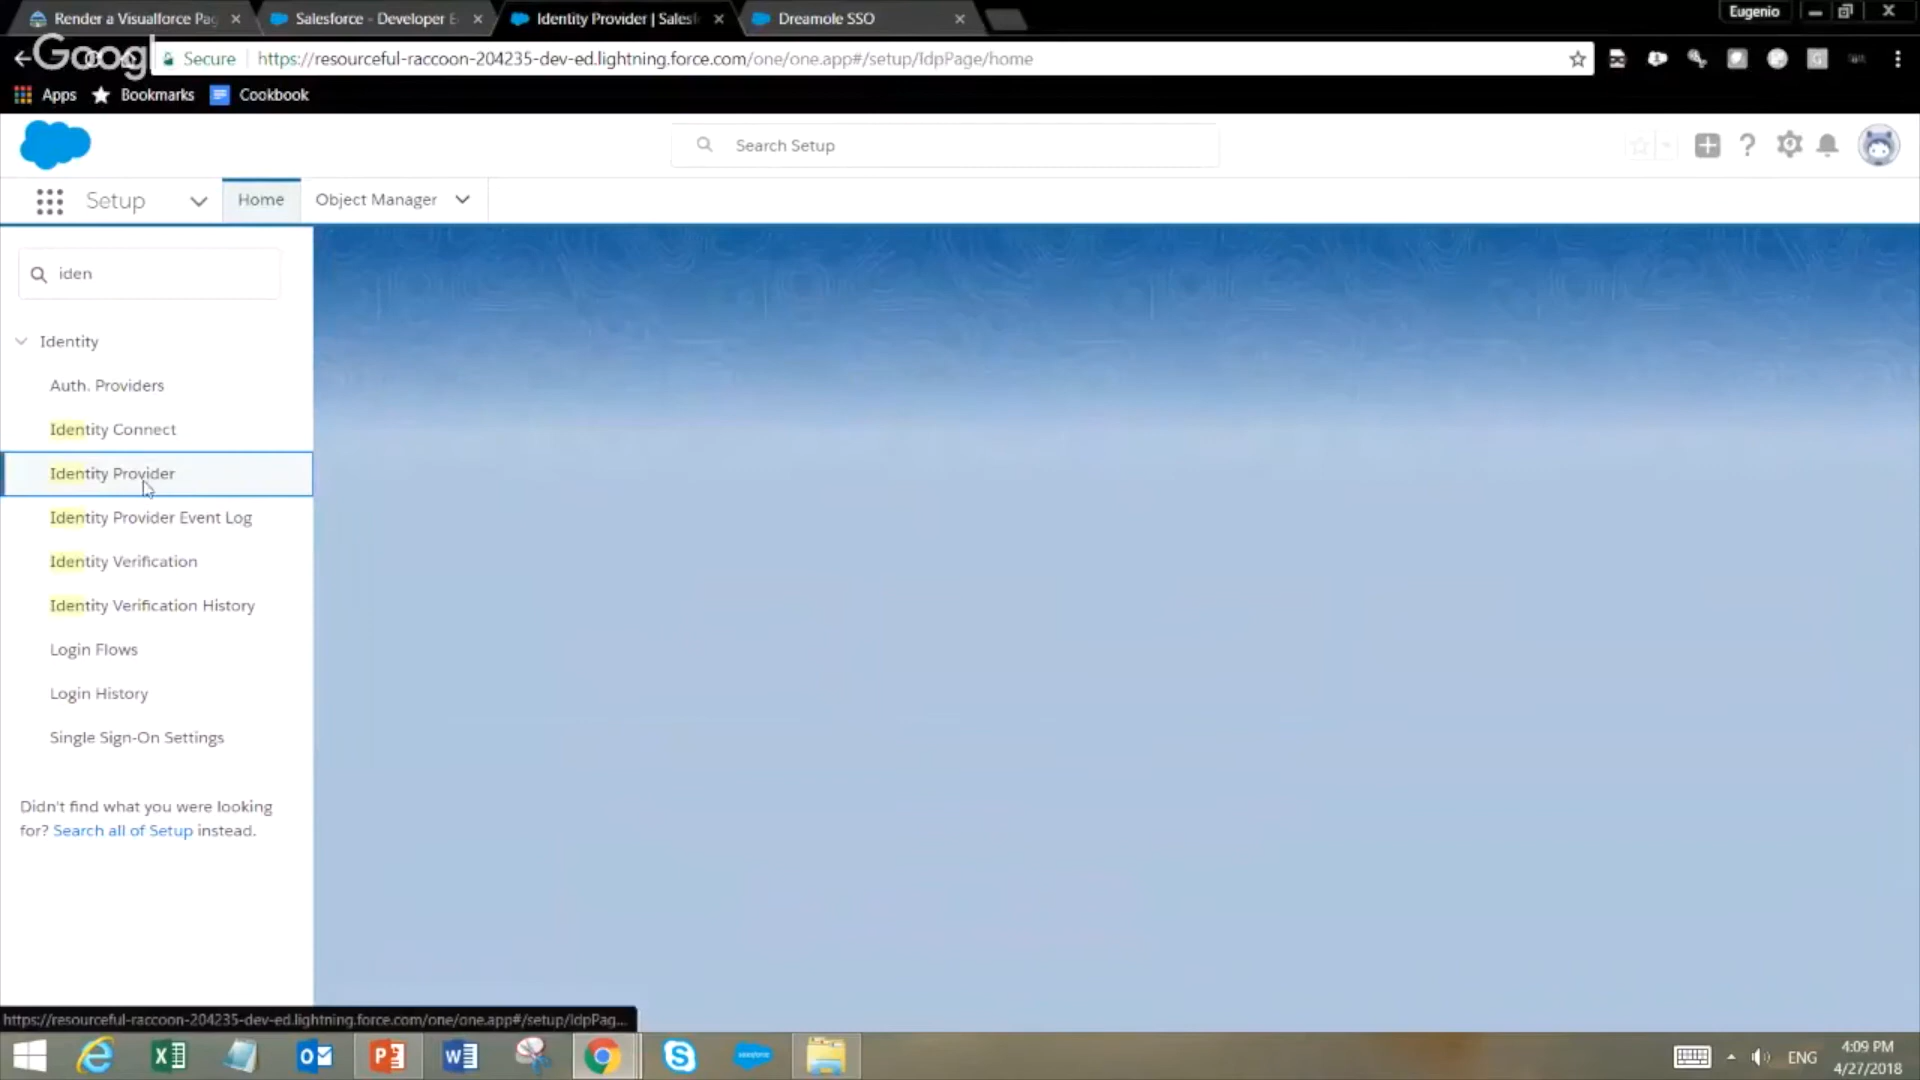 Render a Visualforce Pag
Salesforce - Developer E
Identity Provider | Salesf
Dreamole SSO
Eugenio
Googl
Secure
https://resourceful-raccoon-204235-dev-ed.lightning.force.com/one/one.app#/setup/IdpPage/home
Apps
Bookmarks
Cookbook
Search Setup
Setup
Home
Object Manager
iden
Identity
Auth. Providers
Identity Connect
Identity Provider
Identity Provider Event Log
Identity Verification
Identity Verification History
Login Flows
Login History
Single Sign-On Settings
Didn't find what you were looking
for? Search all of Setup instead.
https://resourceful-raccoon-204235-dev-ed.lightning.force.com/one/one.app#/setup/IdpPag...
ENG
4:09 PM
4/27/2018